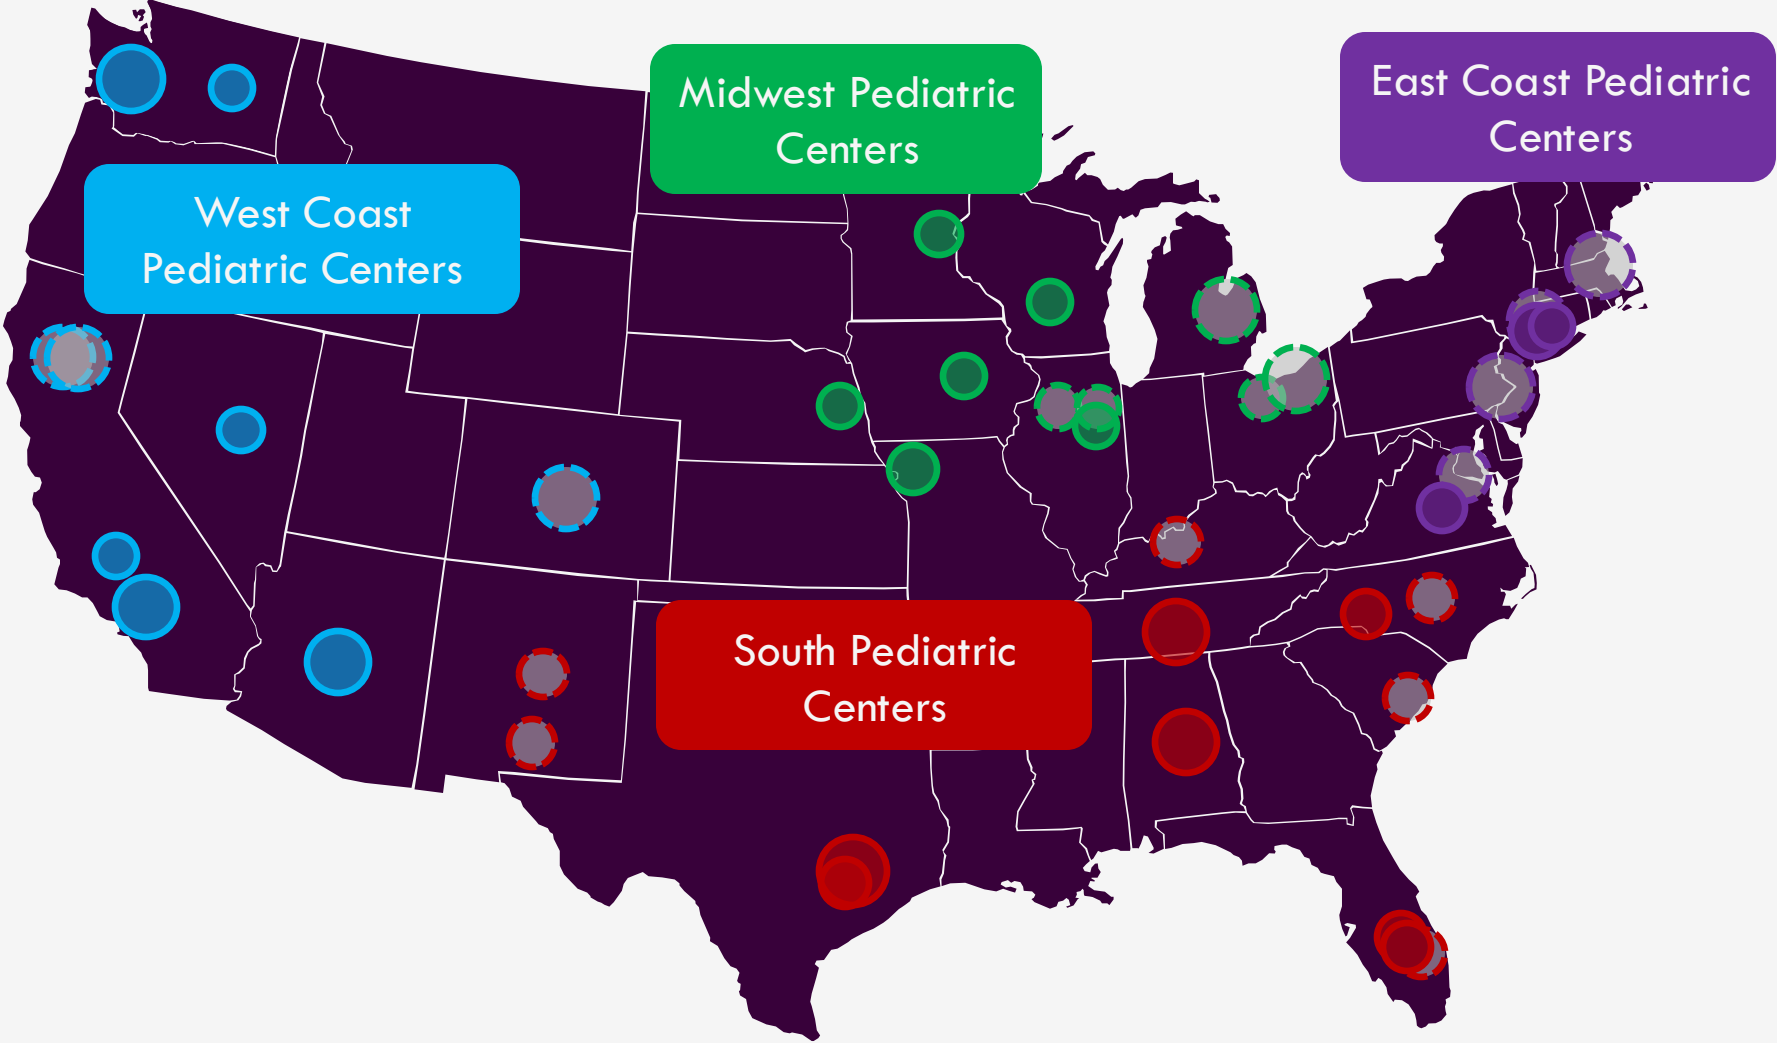 Midwest Pediatric
Centers
East Coast Pediatric
Centers
West Coast
Pediatric Centers
South Pediatric
Centers